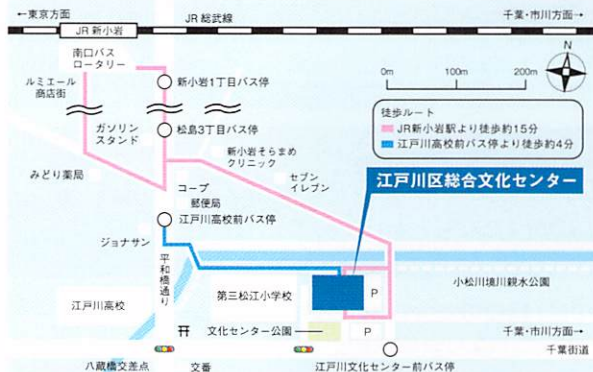 ←東京方面
JR 総武線
千葉・市川方面→
JR 新小岩
南口バス
ロータリー
N
ルミエール
商店街
新小岩1丁目バス停
0m
100m
200m
徒歩ルート
JR新小岩駅より徒歩約15分
江戸川高校前バス停より徒歩約4分
ガソリン
スタンド
松島3丁目バス停
新小岩そらまめ
クリニック
みどり薬局
セブン
イレブン
江戸川区総合文化センター
コープ
郵便局
江戸川高校前バス停
ジョナサン
平和橋通り
小松川境川親水公園
江戸川高校
第三松江小学校
P
文化センター公園
P
千葉・市川方面→
千葉街道
八蔵橋交差点
交番
江戸川文化センター前バス停